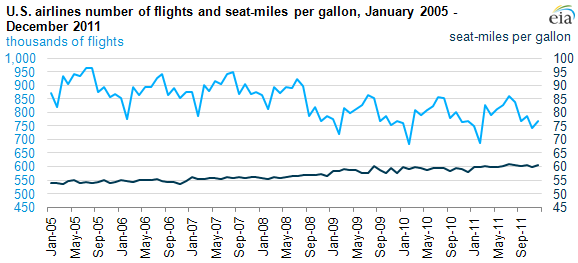 U.S. airlines number of flights and seat-miles per gallon, January 2005 -
December 2011
eia
thousands of flights
seat-miles per gallon
1,000
950
900
850
800
750
700
650
600
550
500
450
100
95
90
85
80
75
70
65
60
55
50
45
Jan-05
May-05
Sep-05
Jan-06
May-06
Sep-06
Jan-07
May-07
Sep-07
Jan-08
May-08
Sep-08
Jan-09
May-09
Sep-09
Jan-10
May-10
Sep-10
Jan-11
May-11
Sep-11